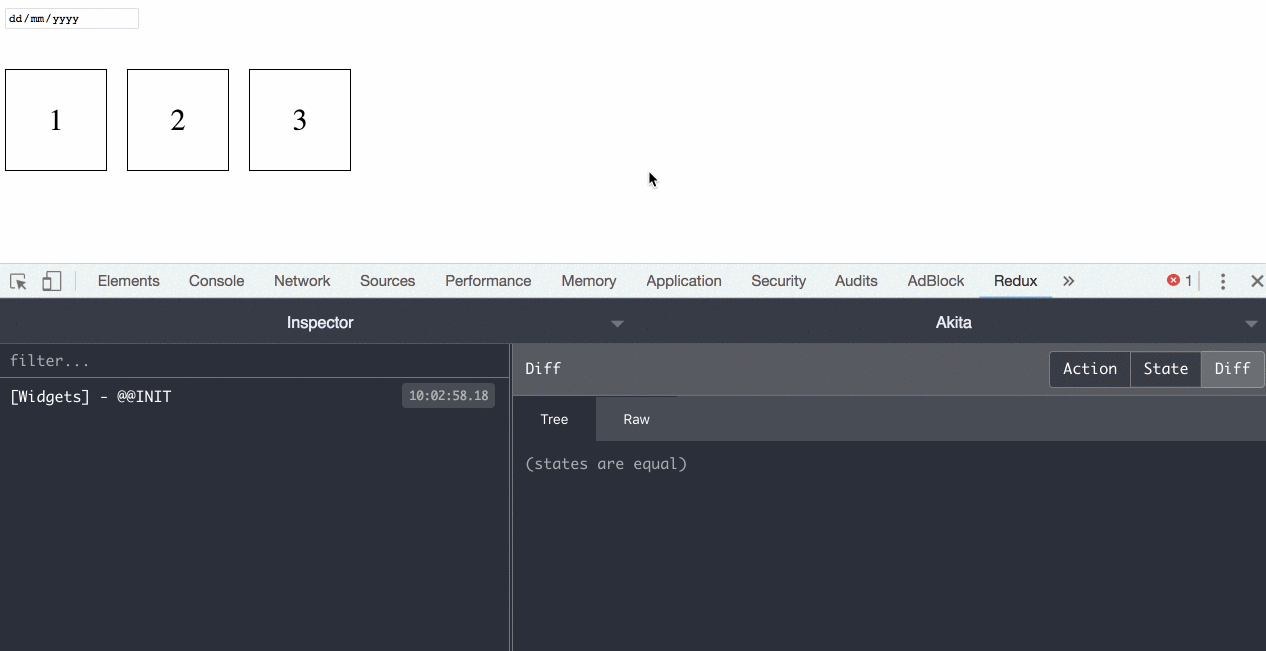 dd/mm/yyyy
1 2 3
Elements Console Network Sources Performance Memory Application Security Audits AdBlock Redux » 1
Inspector Akita
filter...
Diff Action State Diff
[Widgets] - @@INIT 10:02:58.18
Tree Raw
(states are equal)